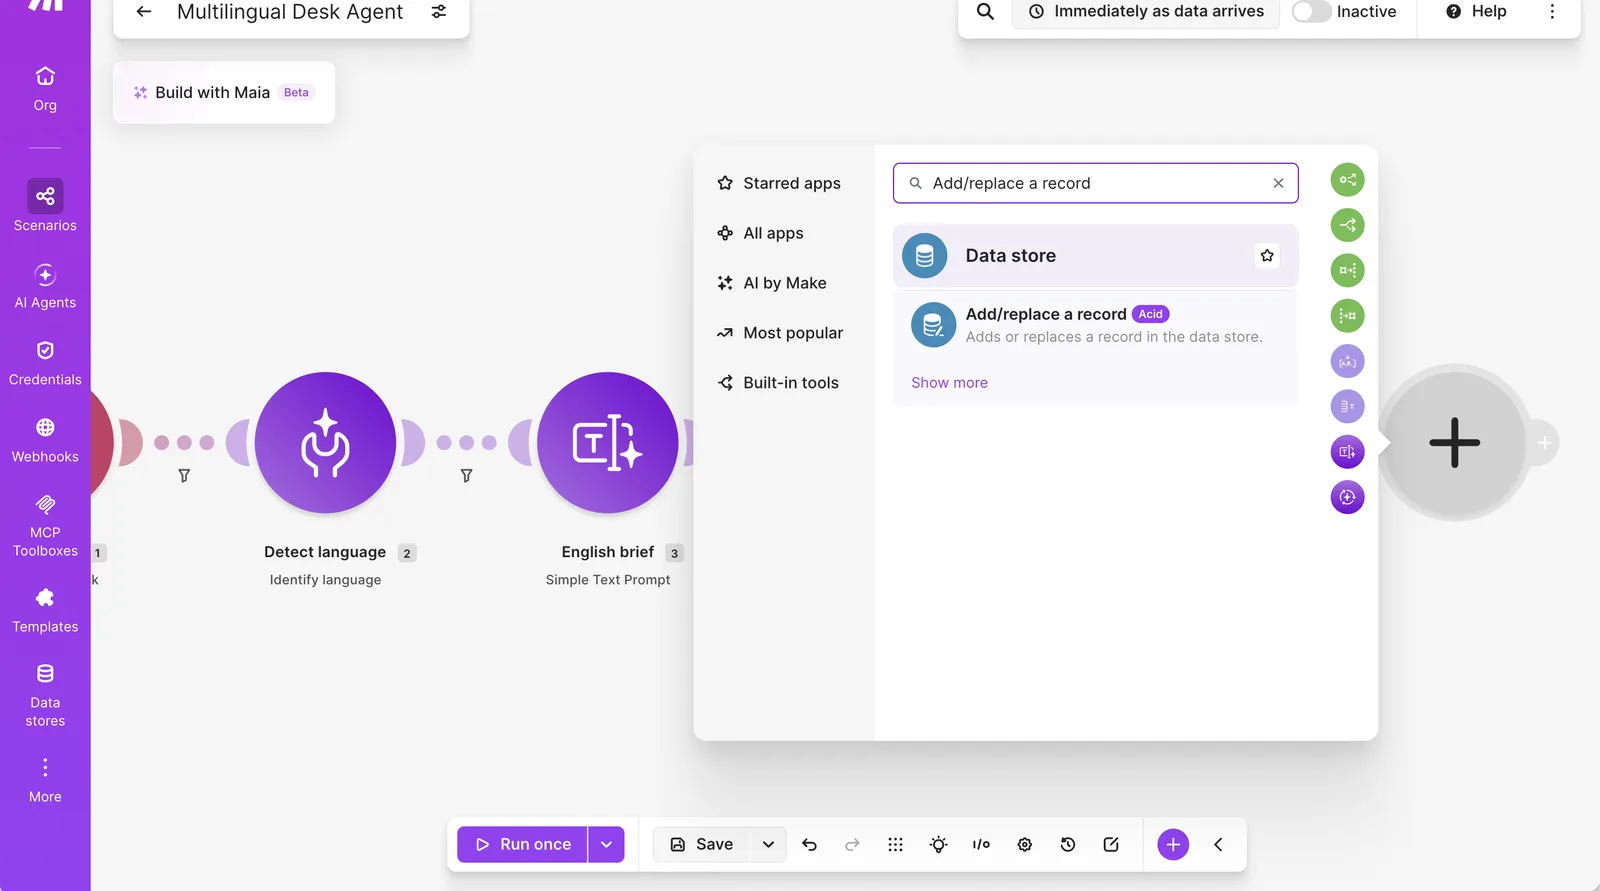 Multilingual Desk Agent
Immediately as data arrives
Inactive
Help
Build with Maia Beta
Org
Scenarios
AI Agents
Credentials
Webhooks
MCP
Toolboxes
Templates
Data
stores
More
1
k
Detect language 2
Identify language
English brief 3
Simple Text Prompt
Starred apps
All apps
AI by Make
Most popular
Built-in tools
Add/replace a record
Data store
Add/replace a record Acid
Adds or replaces a record in the data store.
Show more
Run once
Save